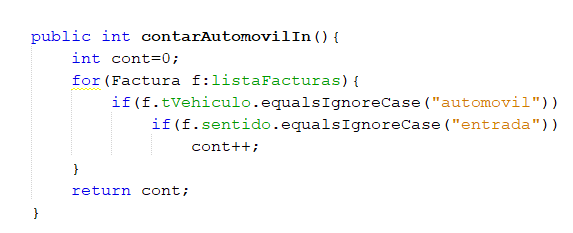 public int contarAutomovilIn(){
int cont=0;
for(Factura f:listaFacturas){
if(f.tVehiculo.equalsIgnoreCase("automovil"))
if(f.sentido.equalsIgnoreCase("entrada"))
cont++;
}
return cont;
}